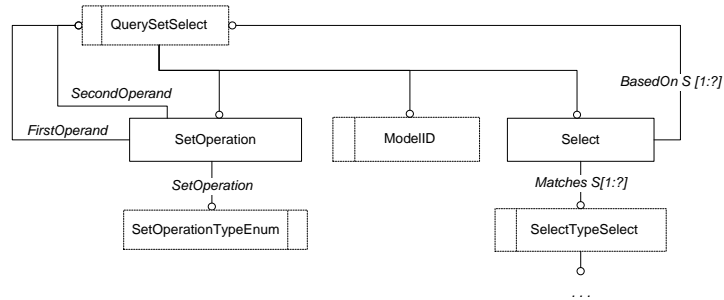 QuerySetSelect
SecondOperand
BasedOn S [1:?]
FirstOperand
SetOperation
ModelID
Select
SetOperation
Matches S[1:?]
SetOperationTypeEnum
SelectTypeSelect
...